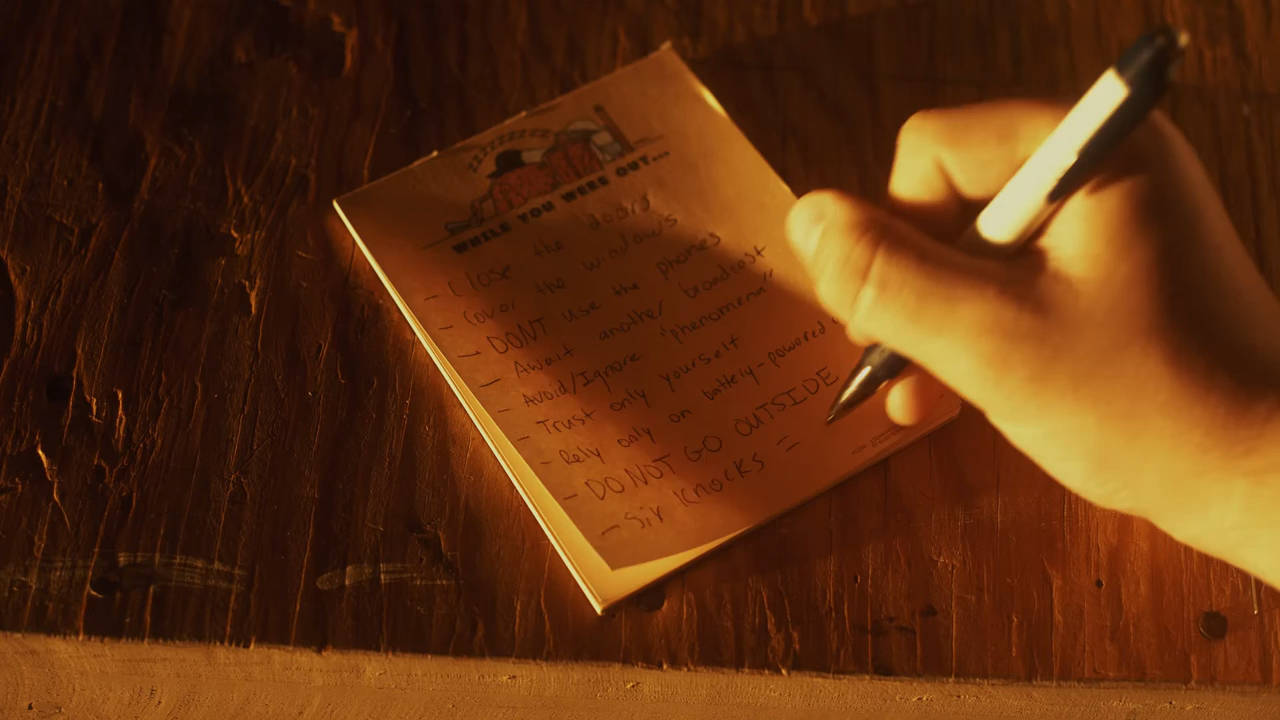 ZZZZZZZZZ
WHILE YOU WERE OUT...
- Close the doors
- Cover the windows
- DONT use the phones
- Await another broadcast
- Avoid/Ignore "phenomena"
- Trust only yourself
- Rely only on battery-powered
- DO NOT GO OUTSIDE
- Six Knocks =